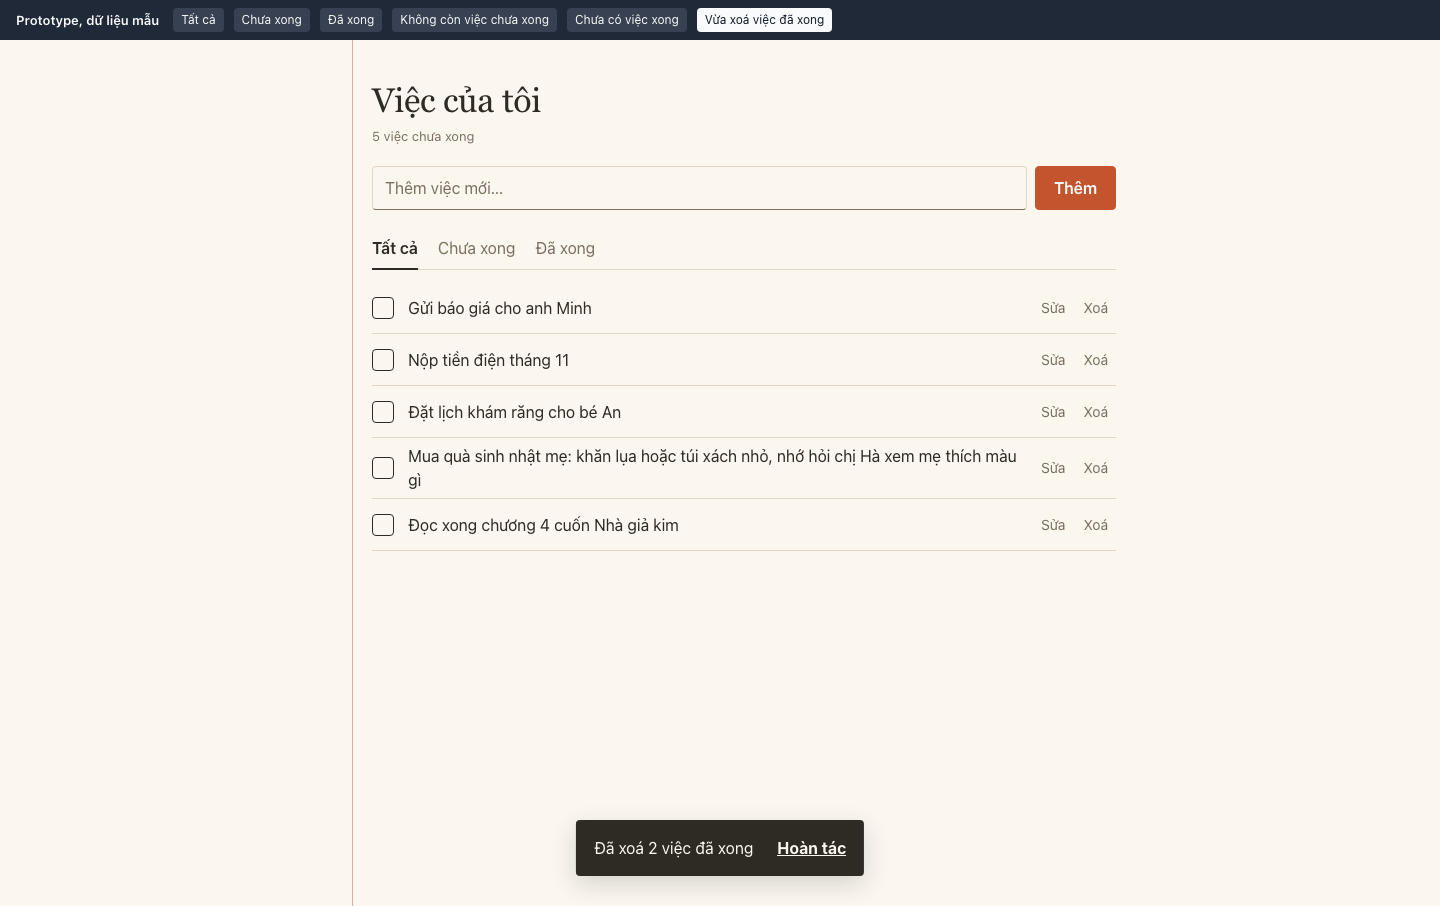 Prototype, dữ liệu mẫu Tất cả Chưa xong Đã xong Không còn việc chưa xong Chưa có việc xong Vừa xoá việc đã xong
Việc của tôi
5 việc chưa xong
Thêm việc mới... Thêm
Tất cả Chưa xong Đã xong
Gửi báo giá cho anh Minh Sửa Xoá
Nộp tiền điện tháng 11 Sửa Xoá
Đặt lịch khám răng cho bé An Sửa Xoá
Mua quà sinh nhật mẹ: khăn lụa hoặc túi xách nhỏ, nhớ hỏi chị Hà xem mẹ thích màu
gì Sửa Xoá
Đọc xong chương 4 cuốn Nhà giả kim Sửa Xoá
Đã xoá 2 việc đã xong Hoàn tác